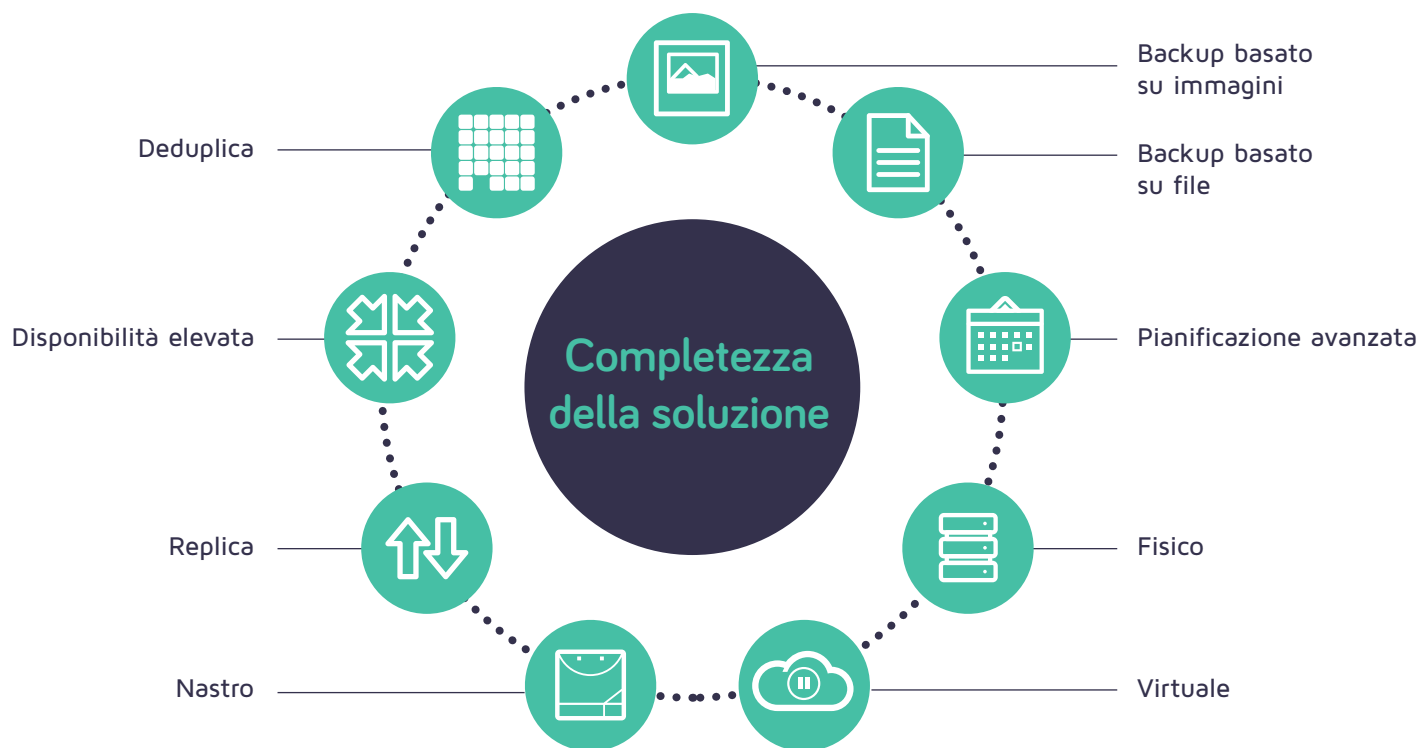 Backup basato
su immagini
Deduplica
Backup basato
su file
Disponibilità elevata
Pianificazione avanzata
Completezza
della soluzione
Replica
Fisico
Nastro
Virtuale